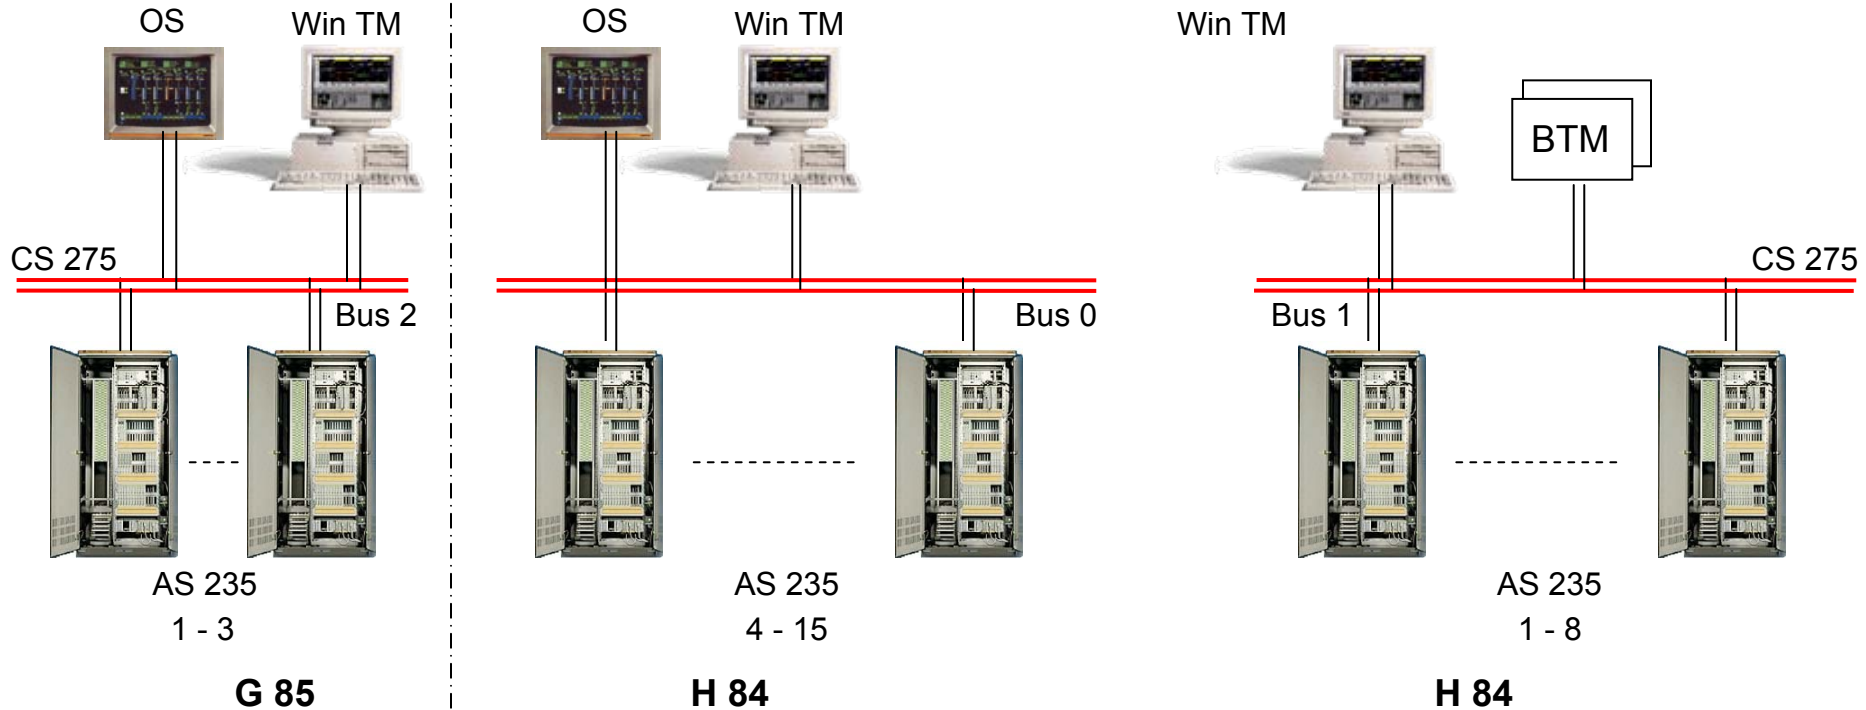 OS
Win TM
OS
Win TM
Win TM
BTM
CS 275
CS 275
Bus 2
Bus 0
Bus 1
AS 235
1 - 3
AS 235
4 - 15
AS 235
1 - 8
G 85
H 84
H 84